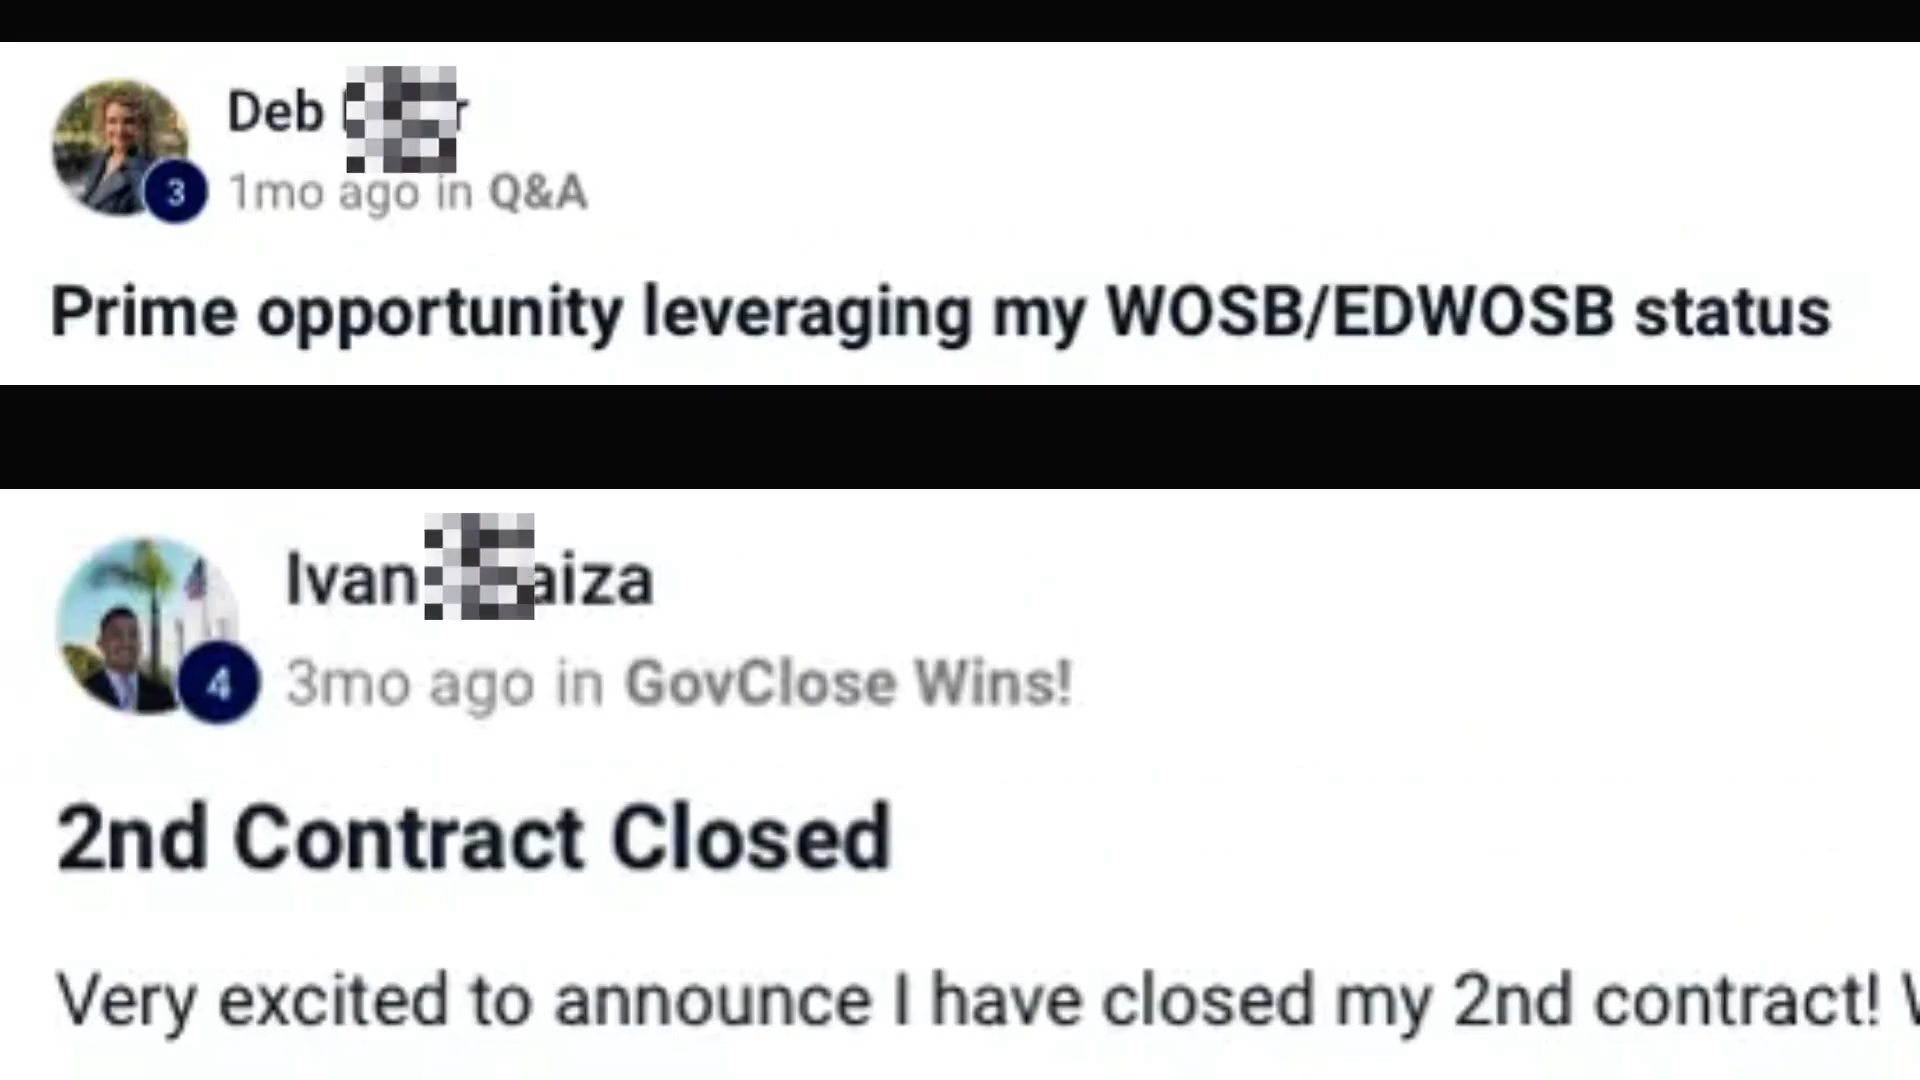 Deb
3
1mo ago in Q&A
Prime opportunity leveraging my WOSB/EDWOSB status
Ivan
4
3mo ago in GovClose Wins!
2nd Contract Closed
Very excited to announce I have closed my 2nd contract!